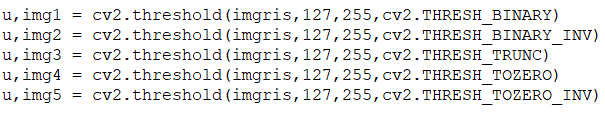 u,img1 = cv2.threshold(imgris,127,255,cv2.THRESH_BINARY)
u,img2 = cv2.threshold(imgris,127,255,cv2.THRESH_BINARY_INV)
u,img3 = cv2.threshold(imgris,127,255,cv2.THRESH_TRUNC)
u,img4 = cv2.threshold(imgris,127,255,cv2.THRESH_TOZERO)
u,img5 = cv2.threshold(imgris,127,255,cv2.THRESH_TOZERO_INV)